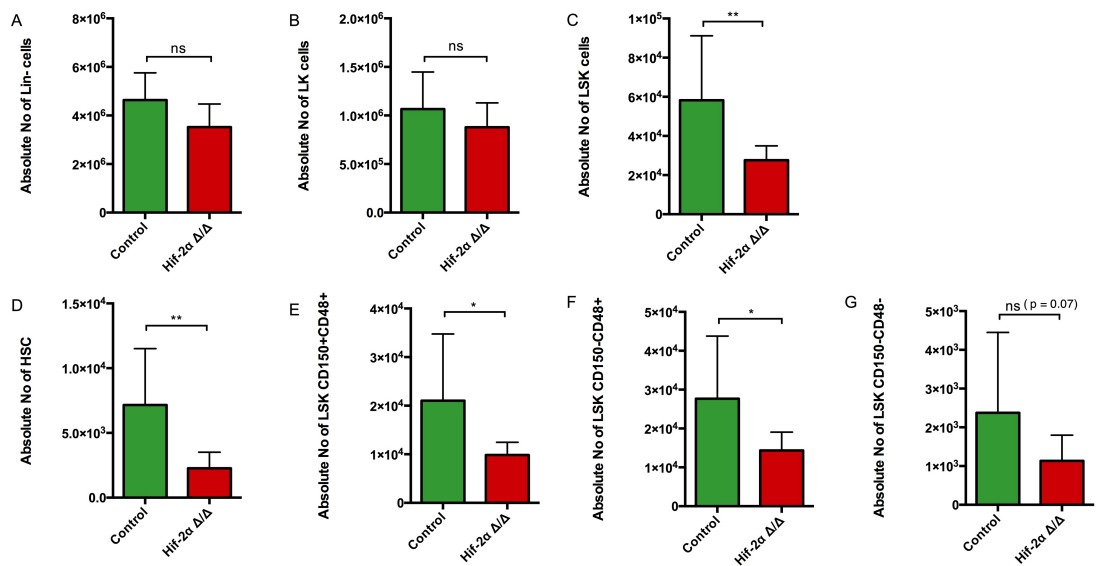 A
Absolute No of Lin- cells
8×10⁶
6×10⁶
4×10⁶
2×10⁶
0
ns
Control
Hif-2α Δ/Δ
B
Absolute No of LK cells
2.0×10⁶
1.5×10⁶
1.0×10⁶
5.0×10⁵
0.0
ns
Control
Hif-2α Δ/Δ
C
Absolute No of LSK cells
1×10⁵
8×10⁴
6×10⁴
4×10⁴
2×10⁴
0
**
Control
Hif-2α Δ/Δ
D
Absolute No of HSC
1.5×10⁴
1.0×10⁴
5.0×10³
0.0
**
Control
Hif-2α Δ/Δ
E
Absolute No of LSK CD150+CD48+
4×10⁴
3×10⁴
2×10⁴
1×10⁴
0
*
Control
Hif-2α Δ/Δ
F
Absolute No of LSK CD150-CD48+
5×10⁴
4×10⁴
3×10⁴
2×10⁴
1×10⁴
0
*
Control
Hif-2α Δ/Δ
G
Absolute No of LSK CD150-CD48-
5×10³
4×10³
3×10³
2×10³
1×10³
0
ns ( p = 0.07)
Control
Hif-2α Δ/Δ